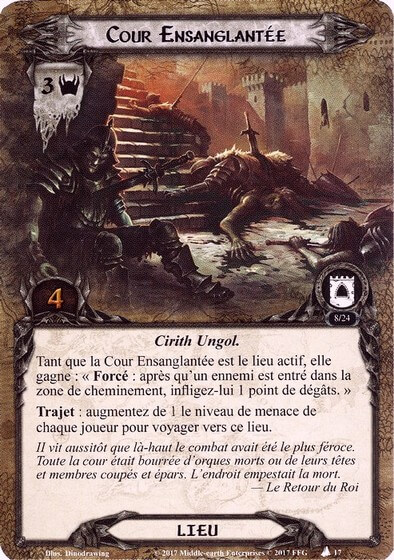 Cour Ensanglantée
3
4
8/24
Cirith Ungol.
Tant que la Cour Ensanglantée est le lieu actif, elle
gagne : « Forcé : après qu'un ennemi est entré dans la
zone de cheminement, infligez-lui 1 point de dégâts. »
Trajet : augmentez de 1 le niveau de menace de
chaque joueur pour voyager vers ce lieu.
Il vit aussitôt que là-haut le combat avait été le plus féroce.
Toute la cour était bourrée d'orques morts ou de leurs têtes
et membres coupés et épars. L'endroit empestait la mort.
— Le Retour du Roi
LIEU
Illus. Dinodrawing
© 2017 Middle-earth Enterprises © 2017 FFG
17